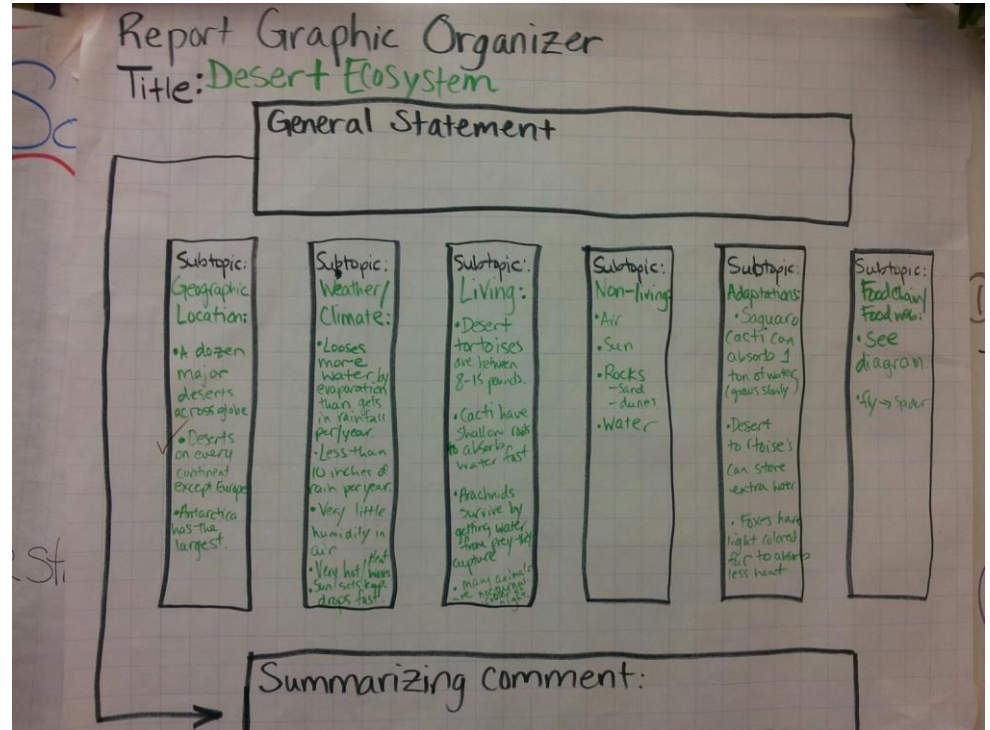 Report Graphic Organizer
Title: Desert Ecosystem
General Statement
Subtopic:
Geographic
Location:
•A dozen
major
deserts
across globe
•Deserts
on every
continent
except Europe
•Antarctica
has the
largest.
Subtopic:
Weather/
Climate:
•Looses
more
water by
evaporation
than gets
in rainfall
per/year.
•Less than
10 inches of
rain per year.
•Very little
humidity in
air
•Very hot/
•Sun sets temp.
drops fast.
Subtopic:
Living:
•Desert
tortoises
are between
8-15 pounds.
•Cacti have
shallow roots
to absorb
water fast
•Arachnids
survive by
getting water
from prey they
capture
•many animals
are nocturnal
night.
Subtopic:
Non-living
•Air
•Sun
•Rocks
-Sand
-dunes
•Water
Subtopic:
Adaptations:
•Saguaro
Cacti can
absorb 1
ton of water
(grows slowly)
•Desert
tortoise's
can store
extra water
•Foxes have
light colored
fur to absorb
less heat
Subtopic:
Food chain/
Food web:
•See
diagram.
•fly → spider
Summarizing comment: